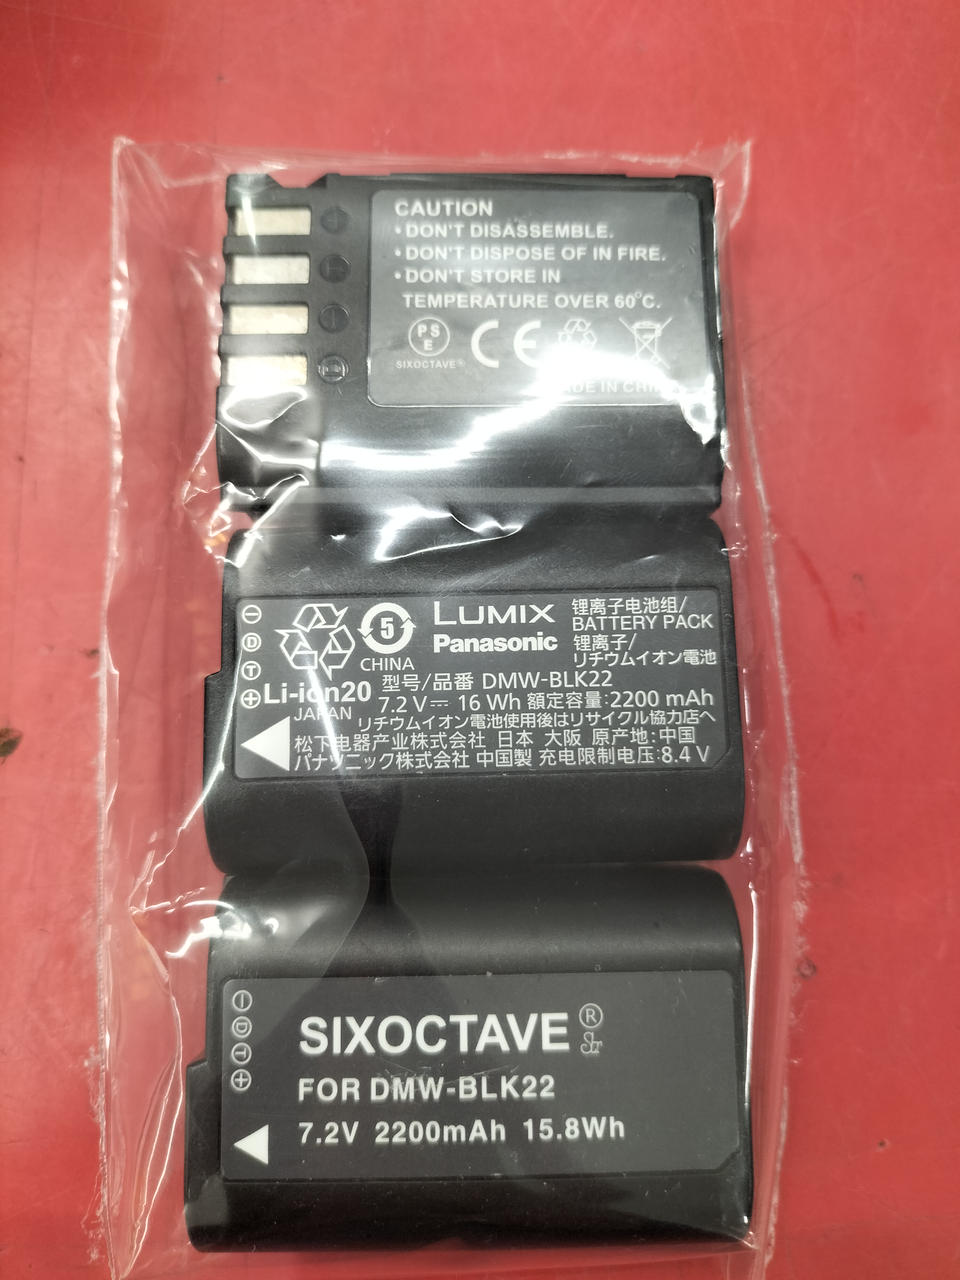 CAUTION
•DON'T DISASSEMBLE.
•DON'T DISPOSE OF IN FIRE.
•DON'T STORE IN
TEMPERATURE OVER 60°C.
PS
E
SIXOCTAVE®
CE
MADE IN CHINA
LUMIX
Panasonic
锂离子电池组/
BATTERY PACK
锂离子/
リチウムイオン電池
D
T
5
CHINA
型号/品番 DMW-BLK22
Li-ion20
7.2 V⎓ 16 Wh 額定容量:2200 mAh
JAPAN
リチウムイオン電池使用後はリサイクル協力店へ
松下电器产业株式会社 日本 大阪 原产地:中国
パナソニック株式会社 中国製 充电限制电压:8.4 V
D
T
SIXOCTAVE®
FOR DMW-BLK22
7.2V 2200mAh 15.8Wh